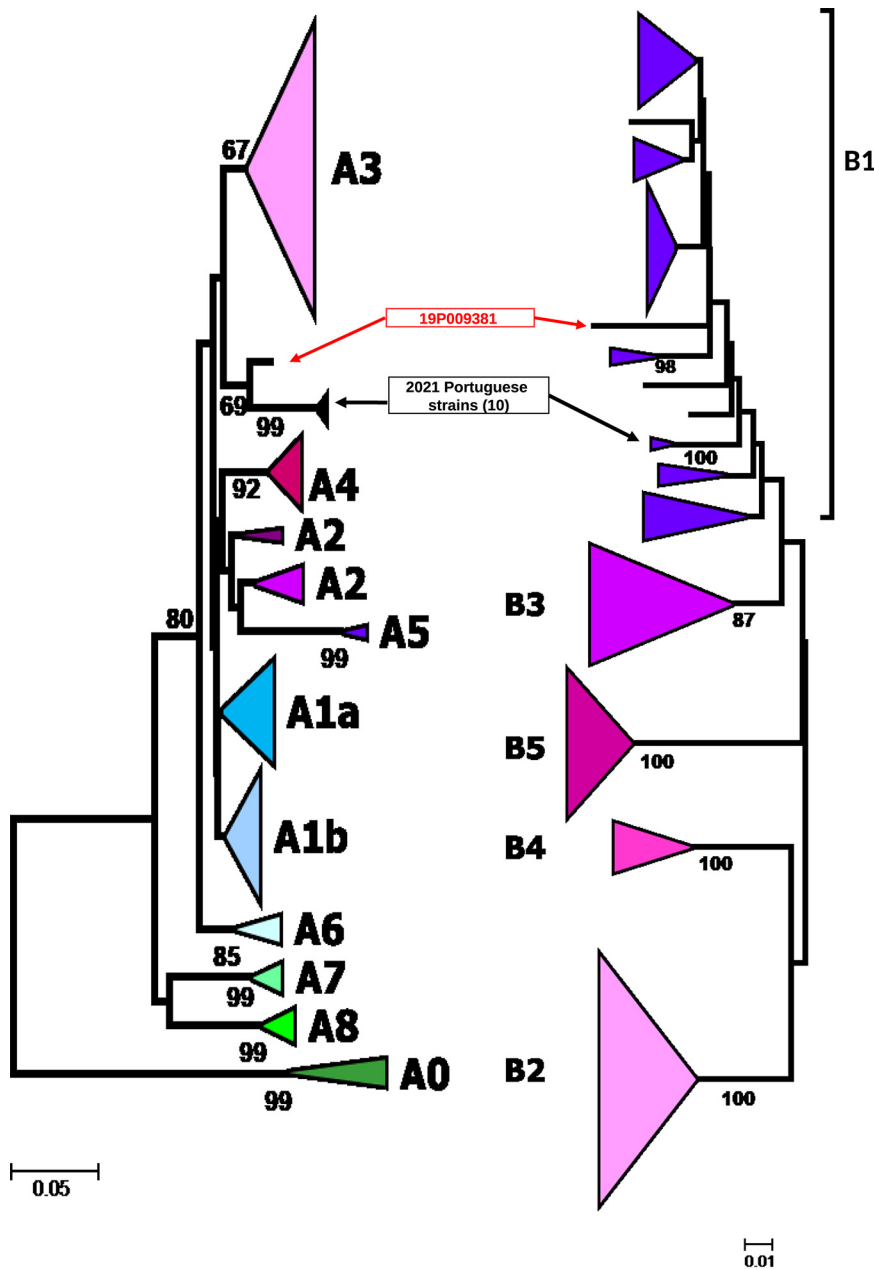 67
A3
B1
19P009381
98
2021 Portuguese
strains (10)
69
99
100
92
A4
A2
A2
B3
87
80
99
A5
A1a
B5
100
A1b
B4
100
A6
85
A7
99
A8
99
A0
B2
99
100
0.05
0.01